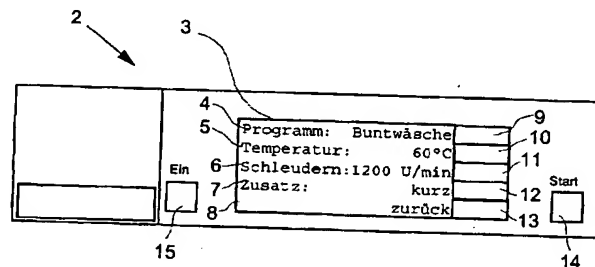 2
3
4
5
6
7
8
Programm: Buntwäsche
Temperatur: 60°C
Schleudern: 1200 U/min
Zusatz: kurz
zurück
9
10
11
12
13
Ein
15
Start
14